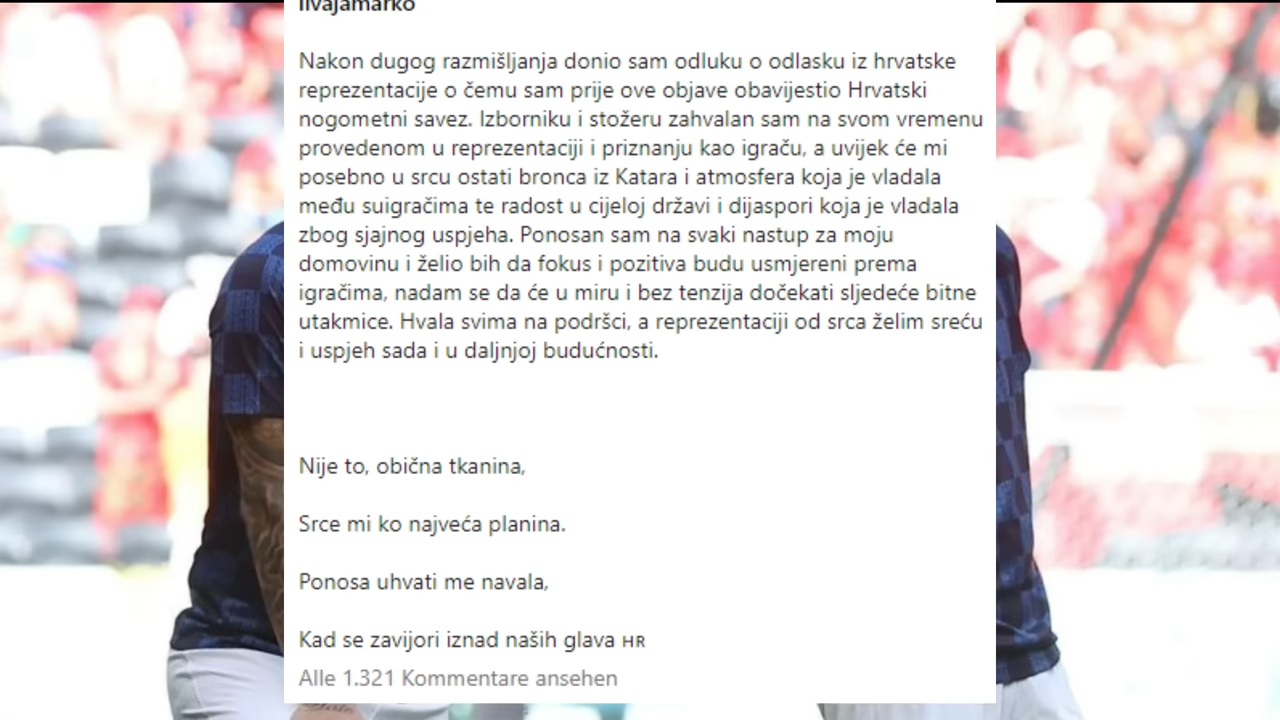 livajamarko
Nakon dugog razmišljanja donio sam odluku o odlasku iz hrvatske
reprezentacije o čemu sam prije ove objave obavijestio Hrvatski
nogometni savez. Izborniku i stožeru zahvalan sam na svom vremenu
provedenom u reprezentaciji i priznanju kao igraču, a uvijek će mi
posebno u srcu ostati bronca iz Katara i atmosfera koja je vladala
među suigračima te radost u cijeloj državi i dijaspori koja je vladala
zbog sjajnog uspjeha. Ponosan sam na svaki nastup za moju
domovinu i želio bih da fokus i pozitiva budu usmjereni prema
igračima, nadam se da će u miru i bez tenzija dočekati sljedeće bitne
utakmice. Hvala svima na podršci, a reprezentaciji od srca želim sreću
i uspjeh sada i u daljnjoj budućnosti.
Nije to, obična tkanina,
Srce mi ko najveća planina.
Ponosa uhvati me navala,
Kad se zavijori iznad naših glava HR
Alle 1.321 Kommentare ansehen